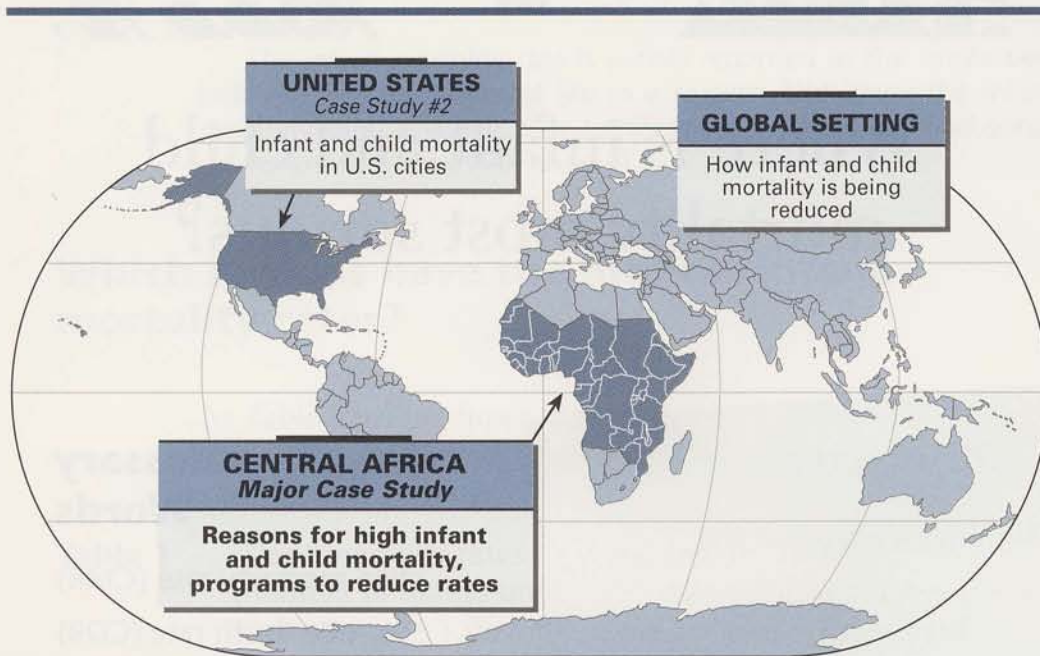 UNITED STATES
Case Study #2
Infant and child mortality
in U.S. cities
GLOBAL SETTING
How infant and child
mortality is being
reduced
CENTRAL AFRICA
Major Case Study
Reasons for high infant
and child mortality,
programs to reduce rates